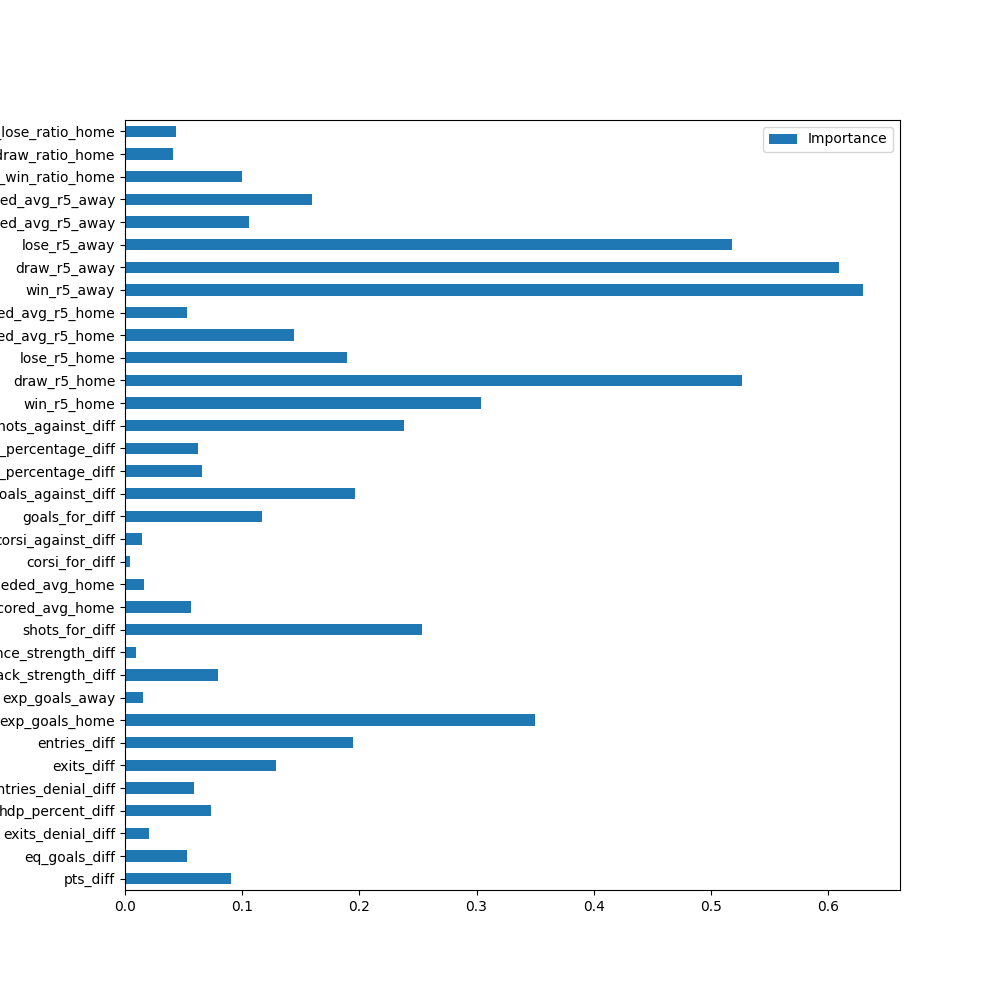 _lose_ratio_home
draw_ratio_home
_win_ratio_home
ed_avg_r5_away
ed_avg_r5_away
lose_r5_away
draw_r5_away
win_r5_away
ed_avg_r5_home
ed_avg_r5_home
lose_r5_home
draw_r5_home
win_r5_home
hots_against_diff
_percentage_diff
_percentage_diff
oals_against_diff
goals_for_diff
corsi_against_diff
corsi_for_diff
eded_avg_home
cored_avg_home
shots_for_diff
nce_strength_diff
ack_strength_diff
exp_goals_away
exp_goals_home
entries_diff
exits_diff
ntries_denial_diff
hdp_percent_diff
exits_denial_diff
eq_goals_diff
pts_diff
Importance
0.0 0.1 0.2 0.3 0.4 0.5 0.6